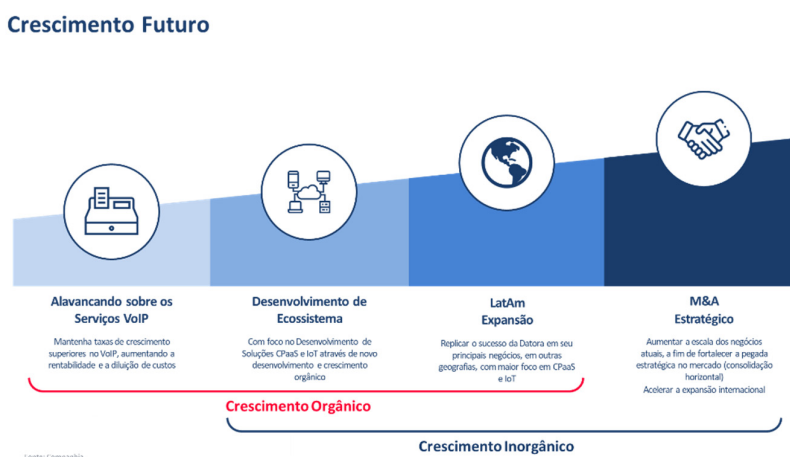 Crescimento Futuro
Alavancando sobre os
Serviços VoIP
Mantenha taxas de crescimento
superiores no VoIP, aumentando a
rentabilidade e a diluição de custos
Desenvolvimento de
Ecossistema
Com foco no Desenvolvimento de
Soluções CPaaS e IoT através de novo
desenvolvimento e crescimento
orgânico
LatAm
Expansão
Replicar o sucesso da Datora em seu
principais negócios, em outras
geografias, com maior foco em CPaaS
e IoT
M&A
Estratégico
Aumentar a escala dos negócios
atuais, a fim de fortalecer a pegada
estratégica no mercado (consolidação
horizontal)
Acelerar a expansão internacional
Crescimento Orgânico
Crescimento Inorgânico